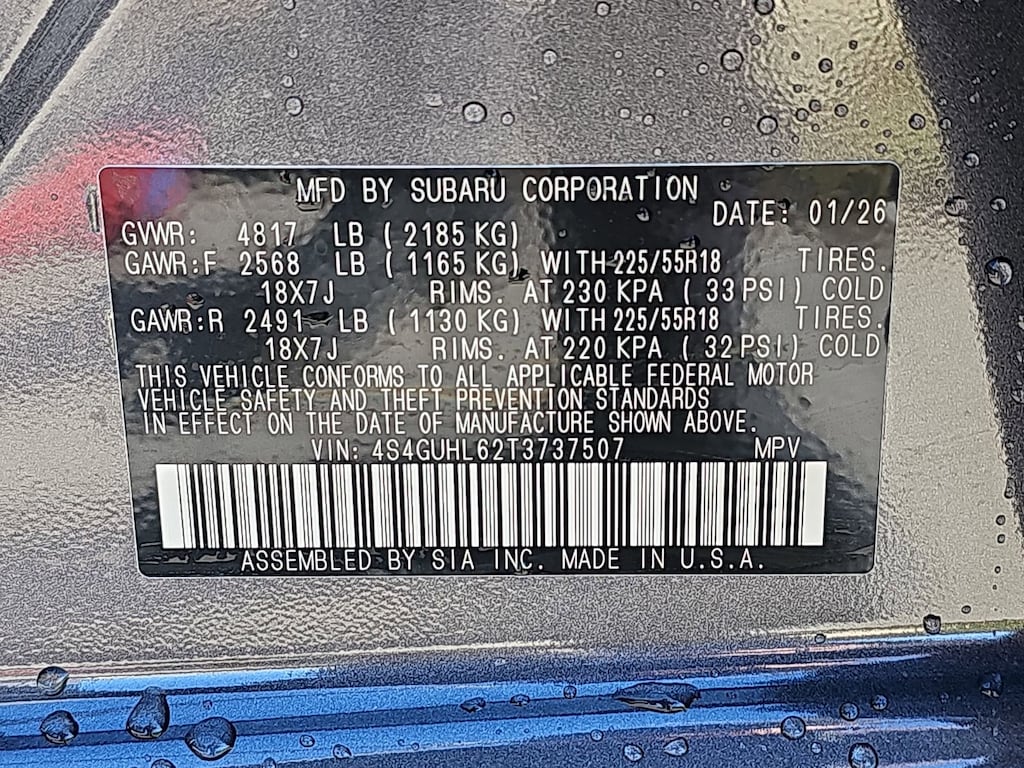 MFD BY SUBARU CORPORATION
DATE: 01/26
GVWR: 4817 LB ( 2185 KG)
GAWR:F 2568 LB ( 1165 KG) WITH 225/55R18 TIRES.
18X7J RIMS. AT 230 KPA ( 33 PSI) COLD
GAWR:R 2491 LB ( 1130 KG) WITH 225/55R18 TIRES.
18X7J RIMS. AT 220 KPA ( 32 PSI) COLD
THIS VEHICLE CONFORMS TO ALL APPLICABLE FEDERAL MOTOR
VEHICLE SAFETY AND THEFT PREVENTION STANDARDS
IN EFFECT ON THE DATE OF MANUFACTURE SHOWN ABOVE.
VIN: 4S4GUHL62T3737507 MPV
ASSEMBLED BY SIA INC. MADE IN U.S.A.